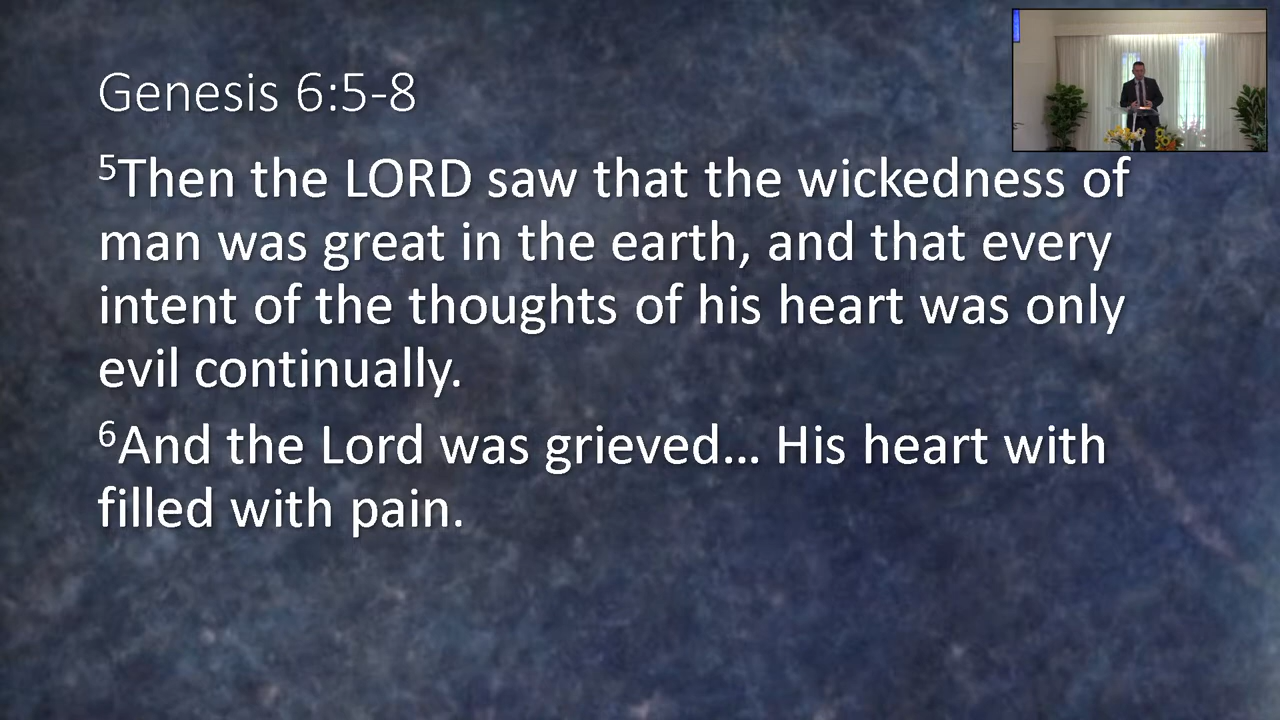 Genesis 6:5-8
⁵Then the LORD saw that the wickedness of
man was great in the earth, and that every
intent of the thoughts of his heart was only
evil continually.
⁶And the Lord was grieved... His heart with
filled with pain.